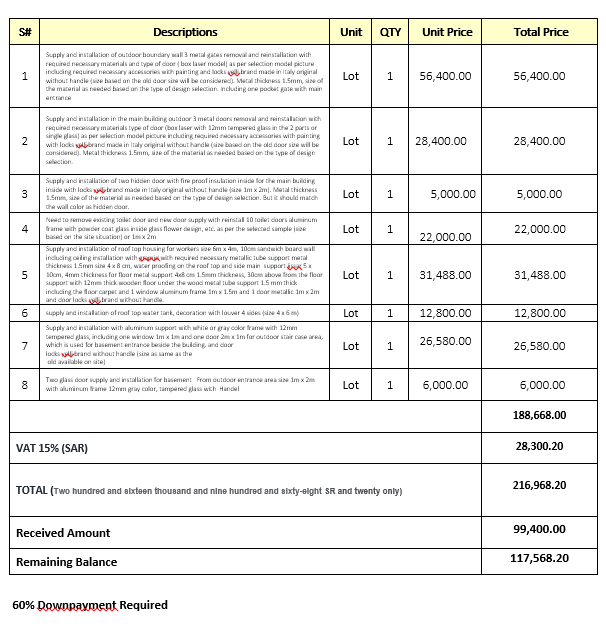 S# Descriptions Unit QTY Unit Price Total Price
1
Supply and installation of outdoor boundary wall 3 metal gates removal and reinstallation with
required necessary materials and type of door ( box laser model) as per selection model picture
including required necessary accessories with painting and locks yalli brand made in Italy original
without handle (size based on the old door size will be considered). Metal thickness 1.5mm, size of
the material as needed based on the type of design selection. Including one pocket gate with main
entrance
Lot 1 56,400.00 56,400.00
2
Supply and installation in the main building outdoor 3 metal doors removal and reinstallation with
required necessary materials type of door (box laser with 12mm tempered glass in the 2 parts or
single glass) as per selection model picture including required necessary accessories with painting
with locks yalli brand made in Italy original without handle (size based on the old door size will be
considered). Metal thickness 1.5mm, size of the material as needed based on the type of design
selection.
Lot 1 28,400.00 28,400.00
3
Supply and installation of two hidden door with fire proof insulation inside for the main building
inside with locks yalli brand made in Italy original without handle (size 1m x 2m). Metal thickness
1.5mm, size of the material as needed based on the type of design selection. But it should match
the wall color as hidden door.
Lot 1 5,000.00 5,000.00
4
Need to remove existing toilet door and new door supply with reinstall 10 toilet doors aluminum
frame with powder coat glass inside glass flower design, etc. as per the selected sample (size
based on the site situation) or 1m x 2m
Lot 1 22,000.00 22,000.00
5
Supply and installation of roof top housing for workers size 6m x 4m, 10cm sandwich board wall
including ceiling installation with with required necessary metallic tube support metal
thickness 1.5mm size 4 x 8 cm, water proofing on the roof top and side main support 5 x
10cm, 4mm thickness for floor metal support 4x8 cm 1.5mm thickness, 30cm above from the floor
support with 12mm thick wooden floor under the wood metal tube support 1.5 mm thick
including the floor carpet and 1 window aluminum frame 1m x 1.5m and 1 door metallic 1m x 2m
and door locks yalli brand without handle.
Lot 1 31,488.00 31,488.00
6 supply and installation of roof top water tank, decoration with louver 4 sides (size 4 x 6 m) Lot 1 12,800.00 12,800.00
7
Supply and installation with aluminum support with white or gray color frame with 12mm
tempered glass, including one window 1m x 1m and one door 2m x 1m for outdoor stair case area,
which is used for basement entrance beside the building, and door
locks yalli brand without handle (size as same as the
old available on site)
Lot 1 26,580.00 26,580.00
8
Two glass door supply and installation for basement From outdoor entrance area size 1m x 2m
with aluminum frame 12mm gray color, tampered glass with Handel
Lot 1 6,000.00 6,000.00
188,668.00
VAT 15% (SAR) 28,300.20
TOTAL (Two hundred and sixteen thousand and nine hundred and sixty-eight SR and twenty only) 216,968.20
Received Amount 99,400.00
Remaining Balance 117,568.20
60% Downpayment Required